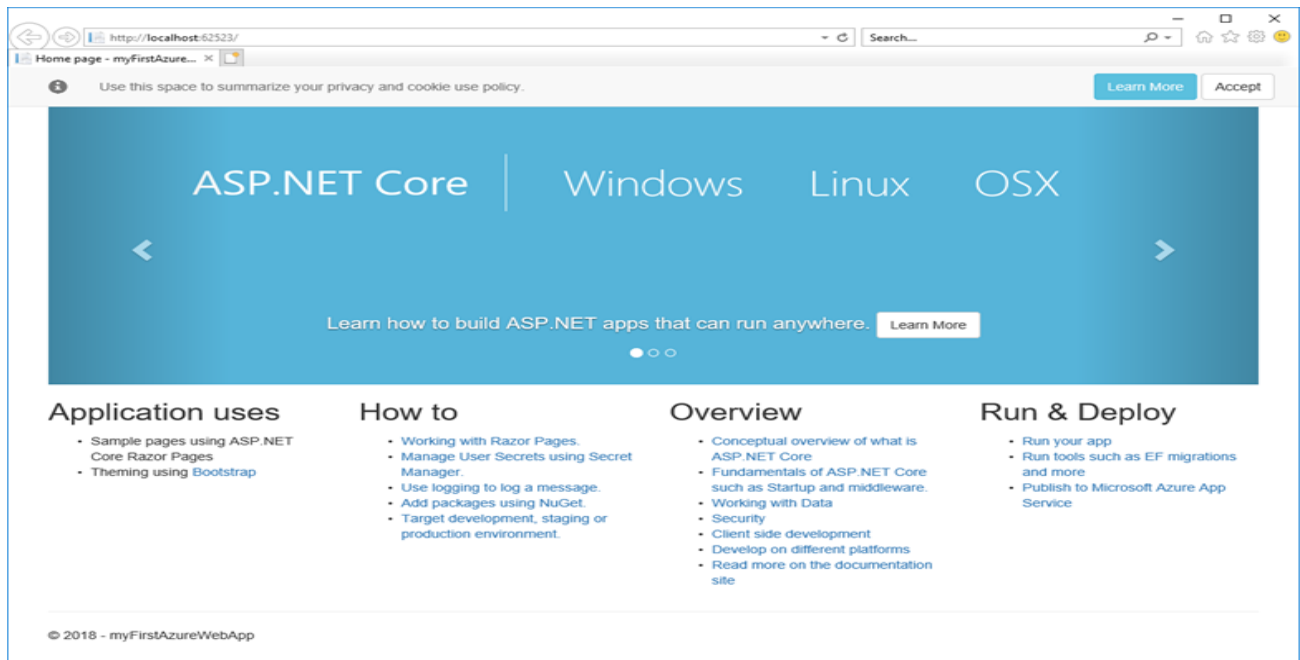 http://localhost:62523/
Search...
Home page - myFirstAzure...
Use this space to summarize your privacy and cookie use policy.
Learn More
Accept
ASP.NET Core
Windows
Linux
OSX
Learn how to build ASP.NET apps that can run anywhere.
Learn More
Application uses
Sample pages using ASP.NET
Core Razor Pages
Theming using Bootstrap
How to
Working with Razor Pages.
Manage User Secrets using Secret
Manager.
Use logging to log a message.
Add packages using NuGet.
Target development, staging or
production environment.
Overview
Conceptual overview of what is
ASP.NET Core
Fundamentals of ASP.NET Core
such as Startup and middleware.
Working with Data
Security
Client side development
Develop on different platforms
Read more on the documentation
site
Run & Deploy
Run your app
Run tools such as EF migrations
and more
Publish to Microsoft Azure App
Service
© 2018 - myFirstAzureWebApp